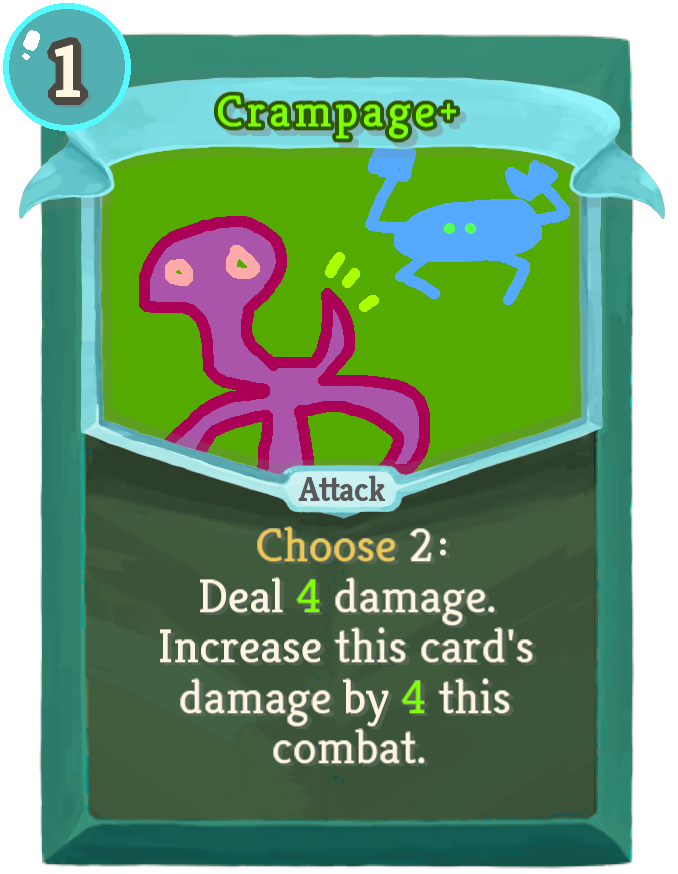 1
Crampage+
Attack
Choose 2:
Deal 4 damage.
Increase this card's
damage by 4 this
combat.